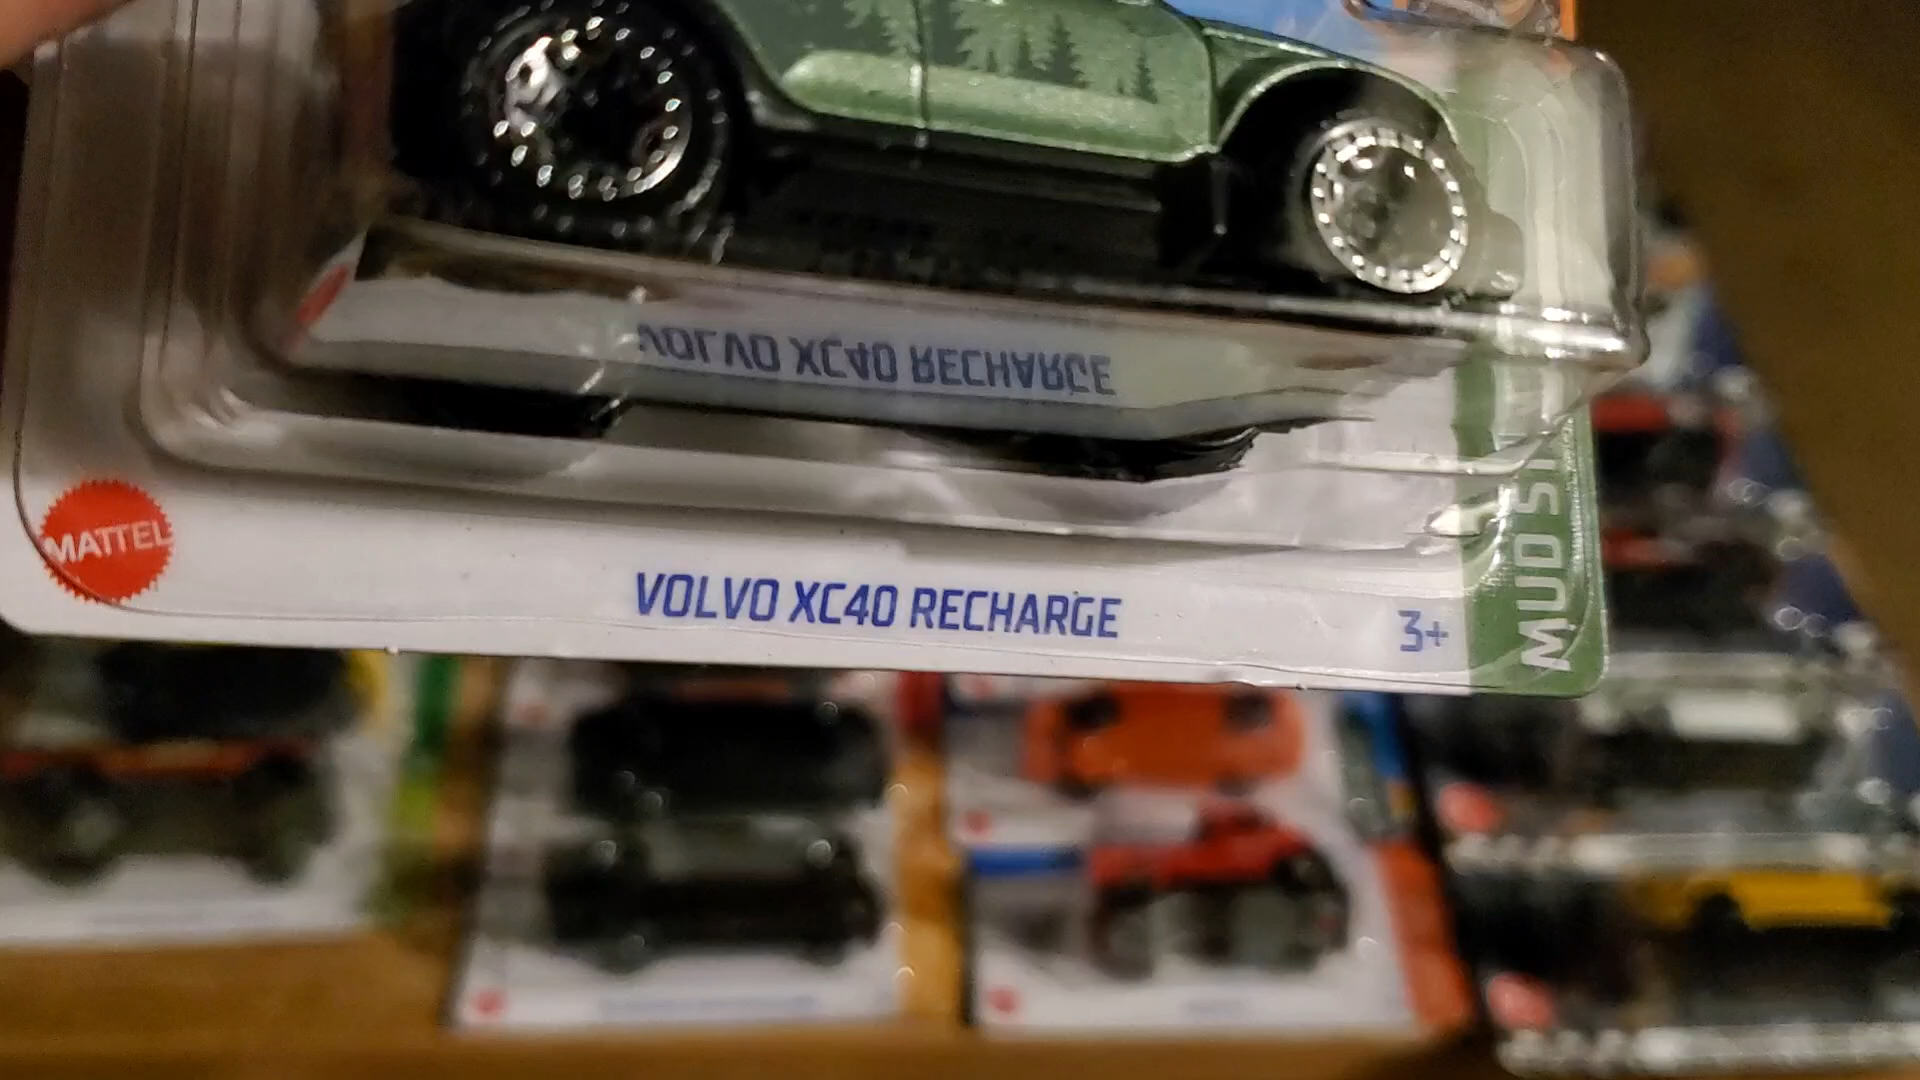 VOLVO XC40 RECHARGE
MATTEL
VOLVO XC40 RECHARGE
3+
MUD